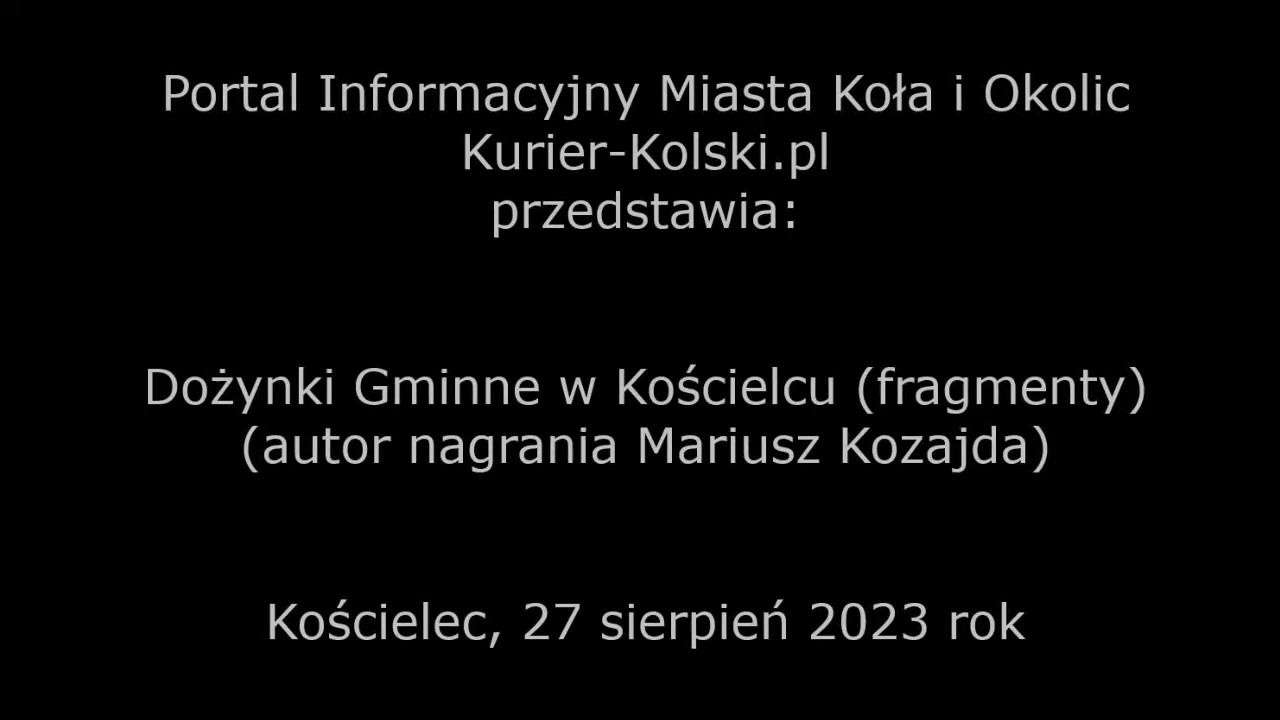 Portal Informacyjny Miasta Koła i Okolic
Kurier-Kolski.pl
przedstawia:
Dożynki Gminne w Kościelcu (fragmenty)
(autor nagrania Mariusz Kozajda)
Kościelec, 27 sierpień 2023 rok